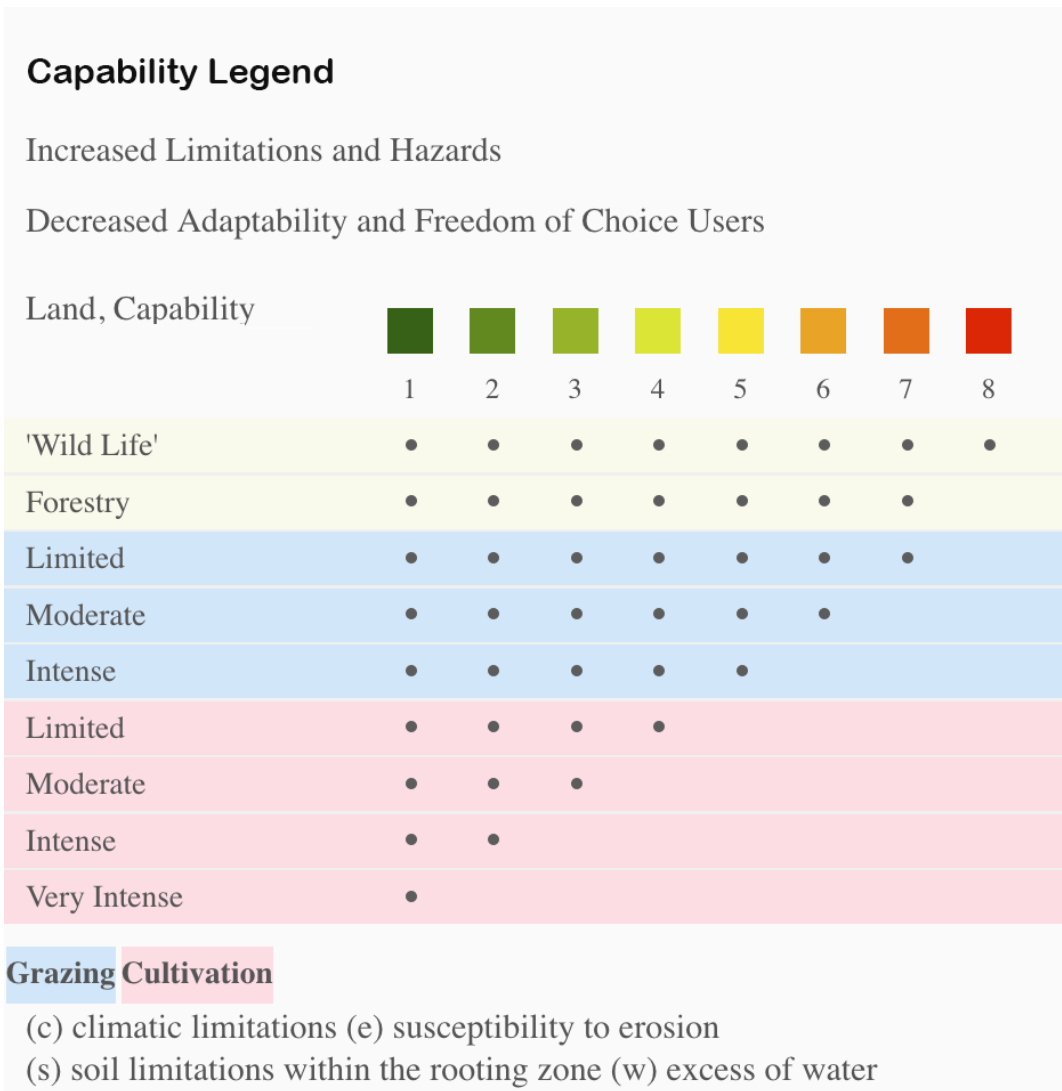 Capability Legend
Increased Limitations and Hazards
Decreased Adaptability and Freedom of Choice Users
Land, Capability
1 2 3 4 5 6 7 8
'Wild Life' • • • • • • • •
Forestry • • • • • • •
Limited • • • • • • •
Moderate • • • • • •
Intense • • • • •
Limited • • • •
Moderate • • •
Intense • •
Very Intense •
Grazing Cultivation
(c) climatic limitations (e) susceptibility to erosion
(s) soil limitations within the rooting zone (w) excess of water